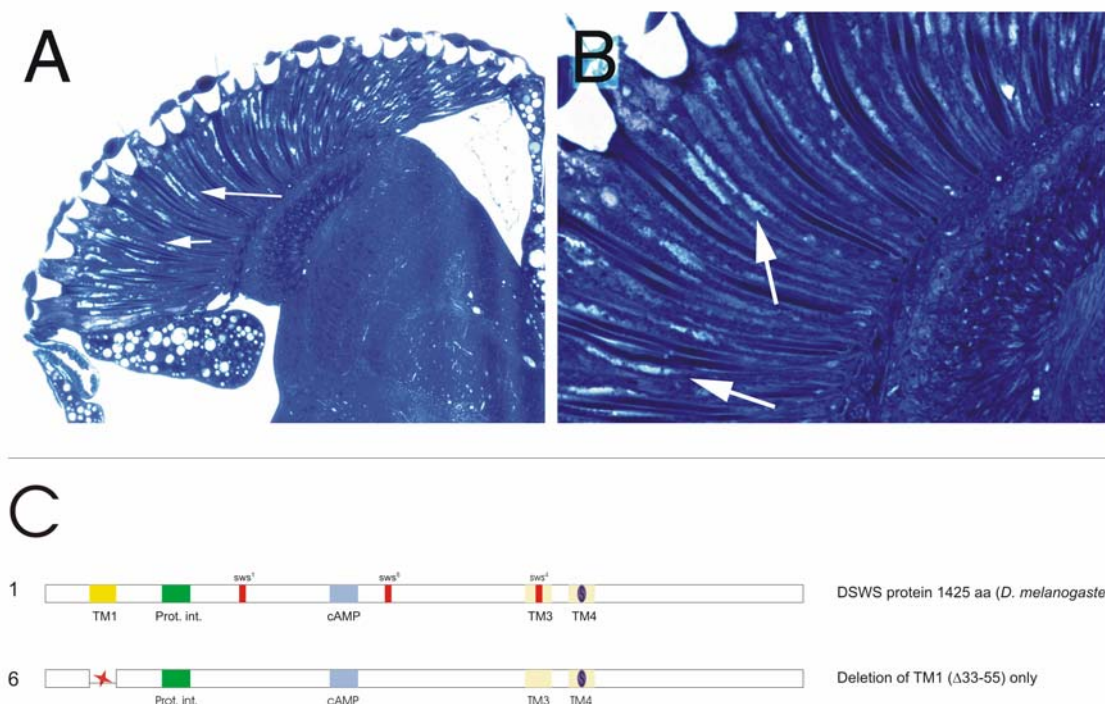 A
B
C
1
sws¹ sws⁴
TM1 Prot. int. cAMP TM3 TM4
DSWS protein 1425 aa (D. melanogaste
6
Prot. int. cAMP TM3 TM4
Deletion of TM1 (Δ33-55) only